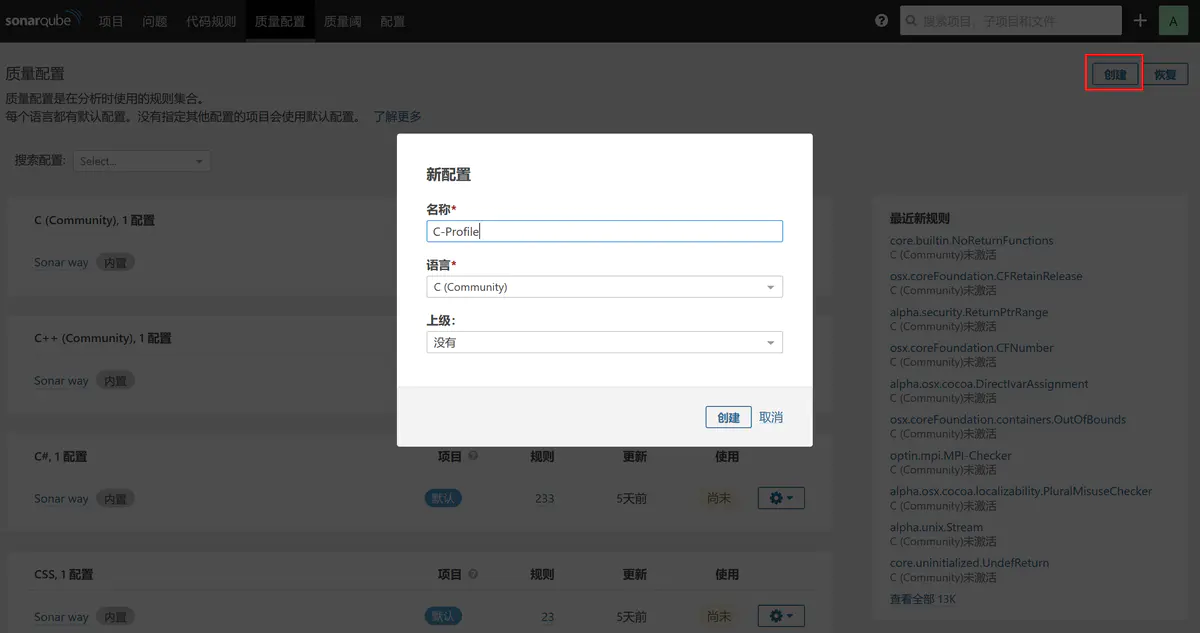 sonarqube 项目 问题 代码规则 质量配置 质量阈 配置 ? 搜索项目、子项目和文件 + A
质量配置
创建 恢复
质量配置是在分析时使用的规则集合。
每个语言都有默认配置。没有指定其他配置的项目会使用默认配置。 了解更多
搜索配置: Select...
新配置
名称*
C-Profile
语言*
C (Community)
上级:
没有
创建 取消
C (Community), 1 配置
Sonar way 内置
C++ (Community), 1 配置
Sonar way 内置
C#, 1 配置 项目 ? 规则 更新 使用
Sonar way 内置 默认 233 5天前 尚未
CSS, 1 配置 项目 ? 规则 更新 使用
Sonar way 内置 默认 23 5天前 尚未
最近新规则
core.builtin.NoReturnFunctions
C (Community)未激活
osx.coreFoundation.CFRetainRelease
C (Community)未激活
alpha.security.ReturnPtrRange
C (Community)未激活
osx.coreFoundation.CFNumber
C (Community)未激活
alpha.osx.cocoa.DirectIvarAssignment
C (Community)未激活
osx.coreFoundation.containers.OutOfBounds
C (Community)未激活
optin.mpi.MPI-Checker
C (Community)未激活
alpha.osx.cocoa.localizability.PluralMisuseChecker
C (Community)未激活
alpha.unix.Stream
C (Community)未激活
core.uninitialized.UndefReturn
C (Community)未激活
查看全部 13K